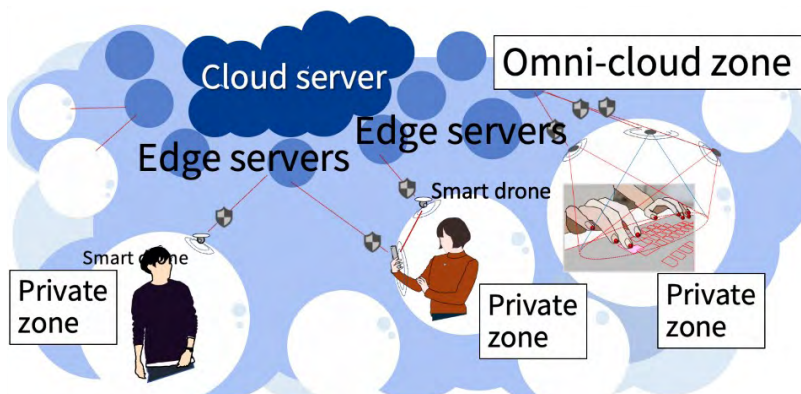 Cloud server
Omni-cloud zone
Edge servers
Edge servers
Smart drone
Smart drone
Private
zone
Private
zone
Private
zone